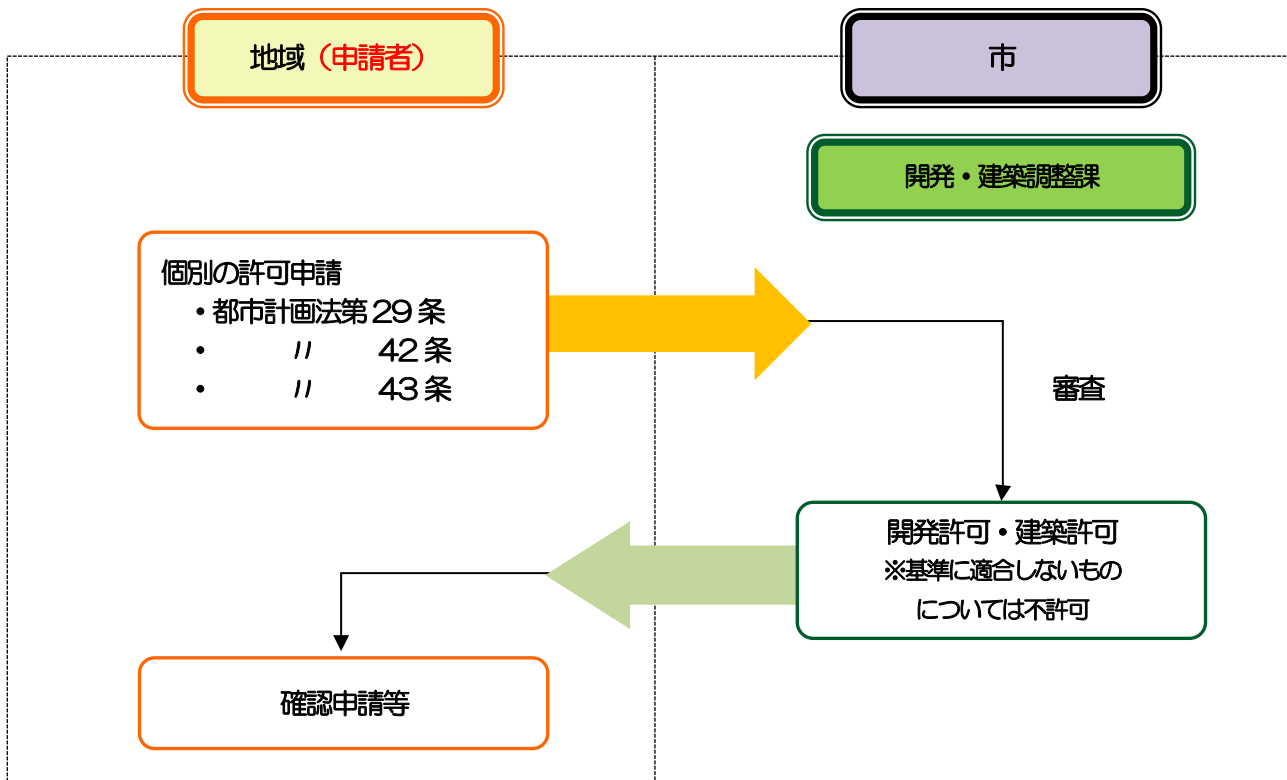 地域（申請者）
市
開発・建築調整課
個別の許可申請
・都市計画法第29条
・　　〃　　42条
・　　〃　　43条
審査
開発許可・建築許可
※基準に適合しないもの
については不許可
確認申請等